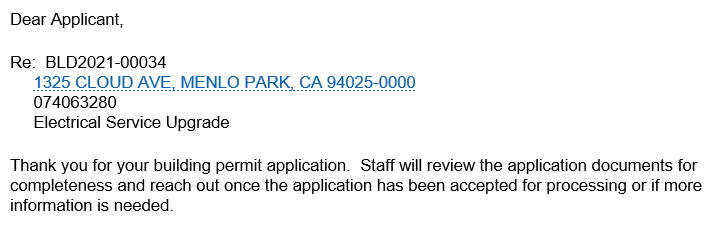 Dear Applicant,
Re:  BLD2021-00034
1325 CLOUD AVE, MENLO PARK, CA 94025-0000
074063280
Electrical Service Upgrade
Thank you for your building permit application.  Staff will review the application documents for
completeness and reach out once the application has been accepted for processing or if more
information is needed.